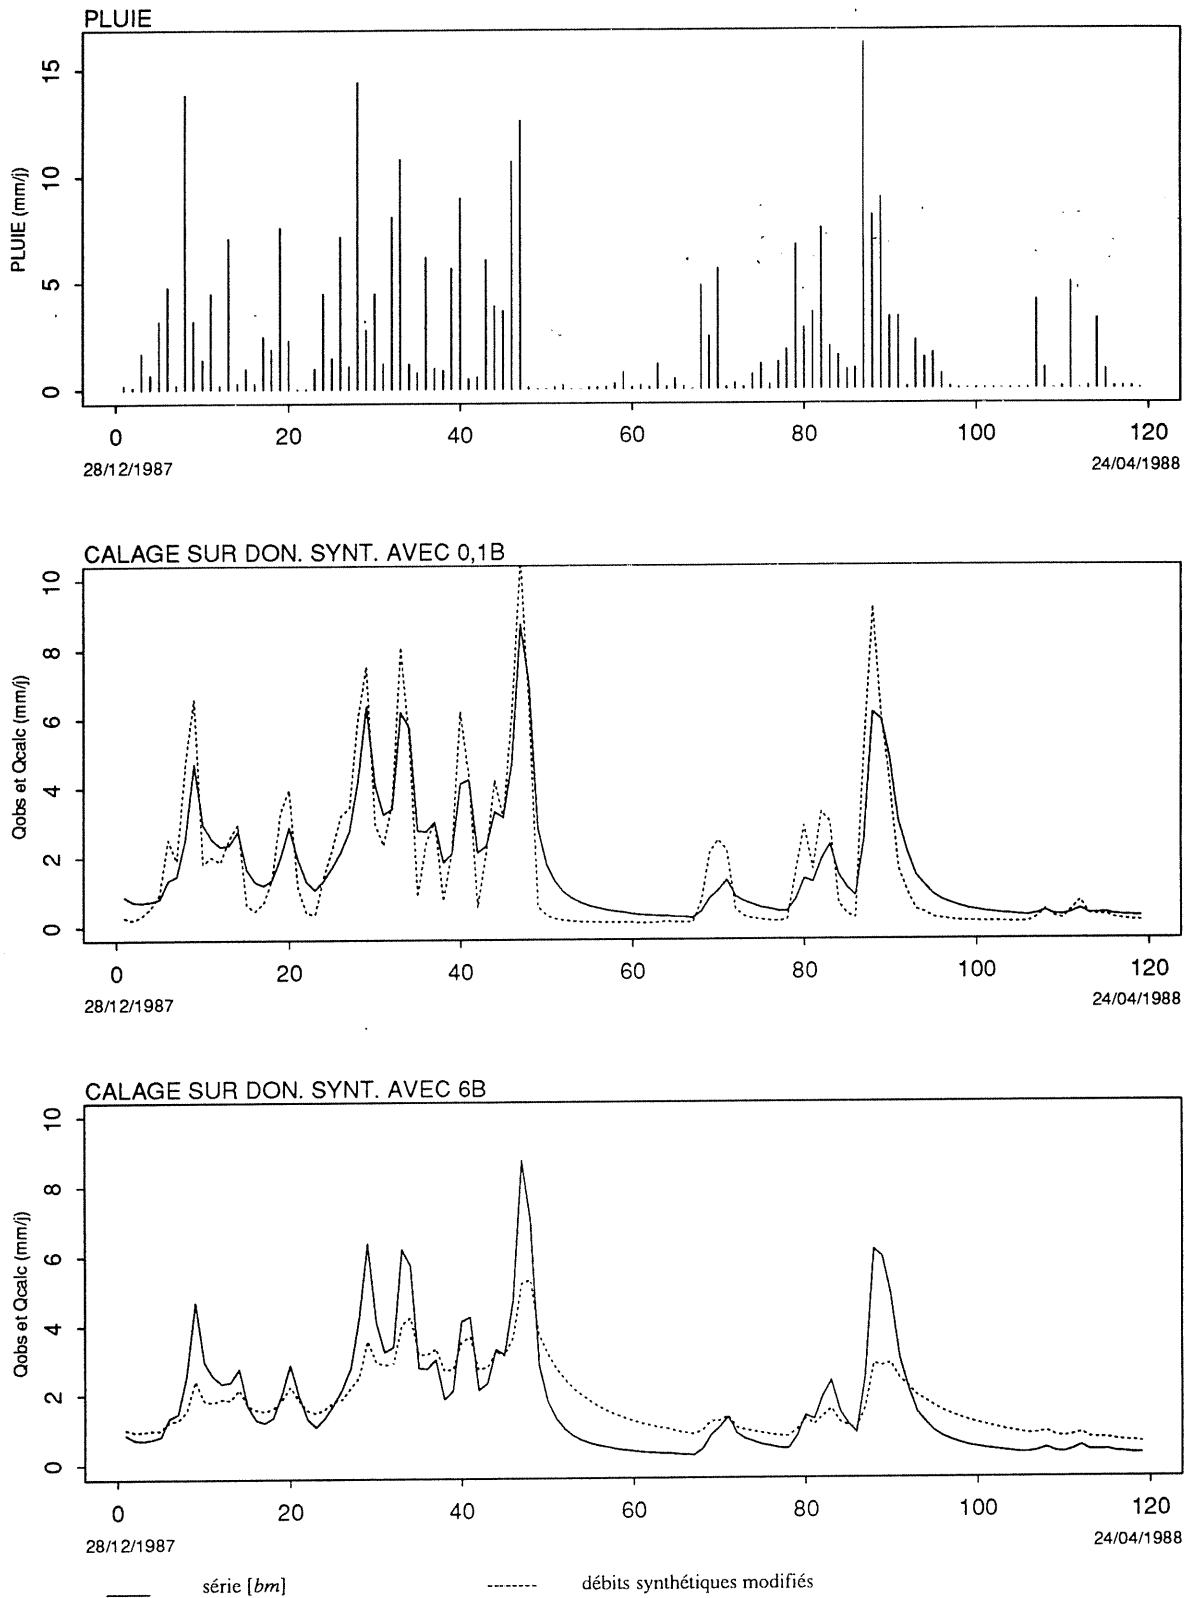 PLUIE
PLUIE (mm/j)
15
10
5
0
0 20 40 60 80 100 120
28/12/1987 24/04/1988
CALAGE SUR DON. SYNT. AVEC 0,1B
Qobs et Qcalc (mm/j)
10
8
6
4
2
0
0 20 40 60 80 100 120
28/12/1987 24/04/1988
CALAGE SUR DON. SYNT. AVEC 6B
Qobs et Qcalc (mm/j)
10
8
6
4
2
0
0 20 40 60 80 100 120
28/12/1987 24/04/1988
série [bm] débits synthétiques modifiés